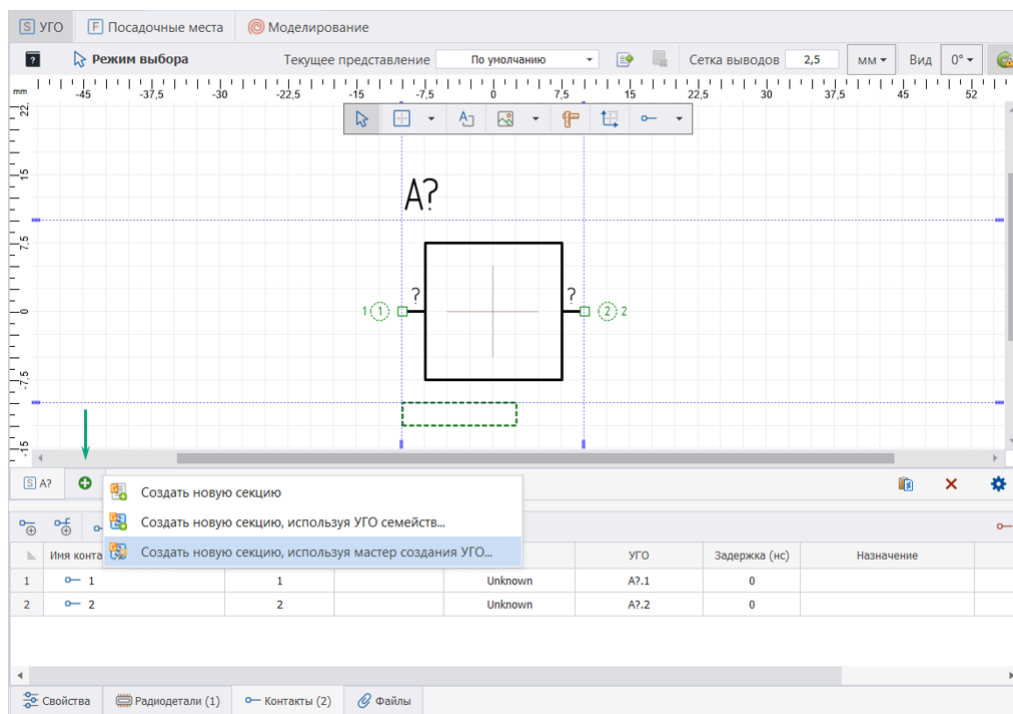 S УГО F Посадочные места Моделирование
? Режим выбора Текущее представление По умолчанию Сетка выводов 2,5 мм Вид 0°
mm -45 -37,5 -30 -22,5 -15 -7,5 0 7,5 15 22,5 30 37,5 45 52
22,
-15
A?
-7,5
? ?
0 1 1 2 2
-7,5
-15
S A?
Создать новую секцию
Создать новую секцию, используя УГО семейств...
Создать новую секцию, используя мастер создания УГО...
Имя конта УГО Задержка (нс) Назначение
1 1 1 Unknown A?.1 0
2 2 2 Unknown A?.2 0
Свойства Радиодетали (1) Контакты (2) Файлы